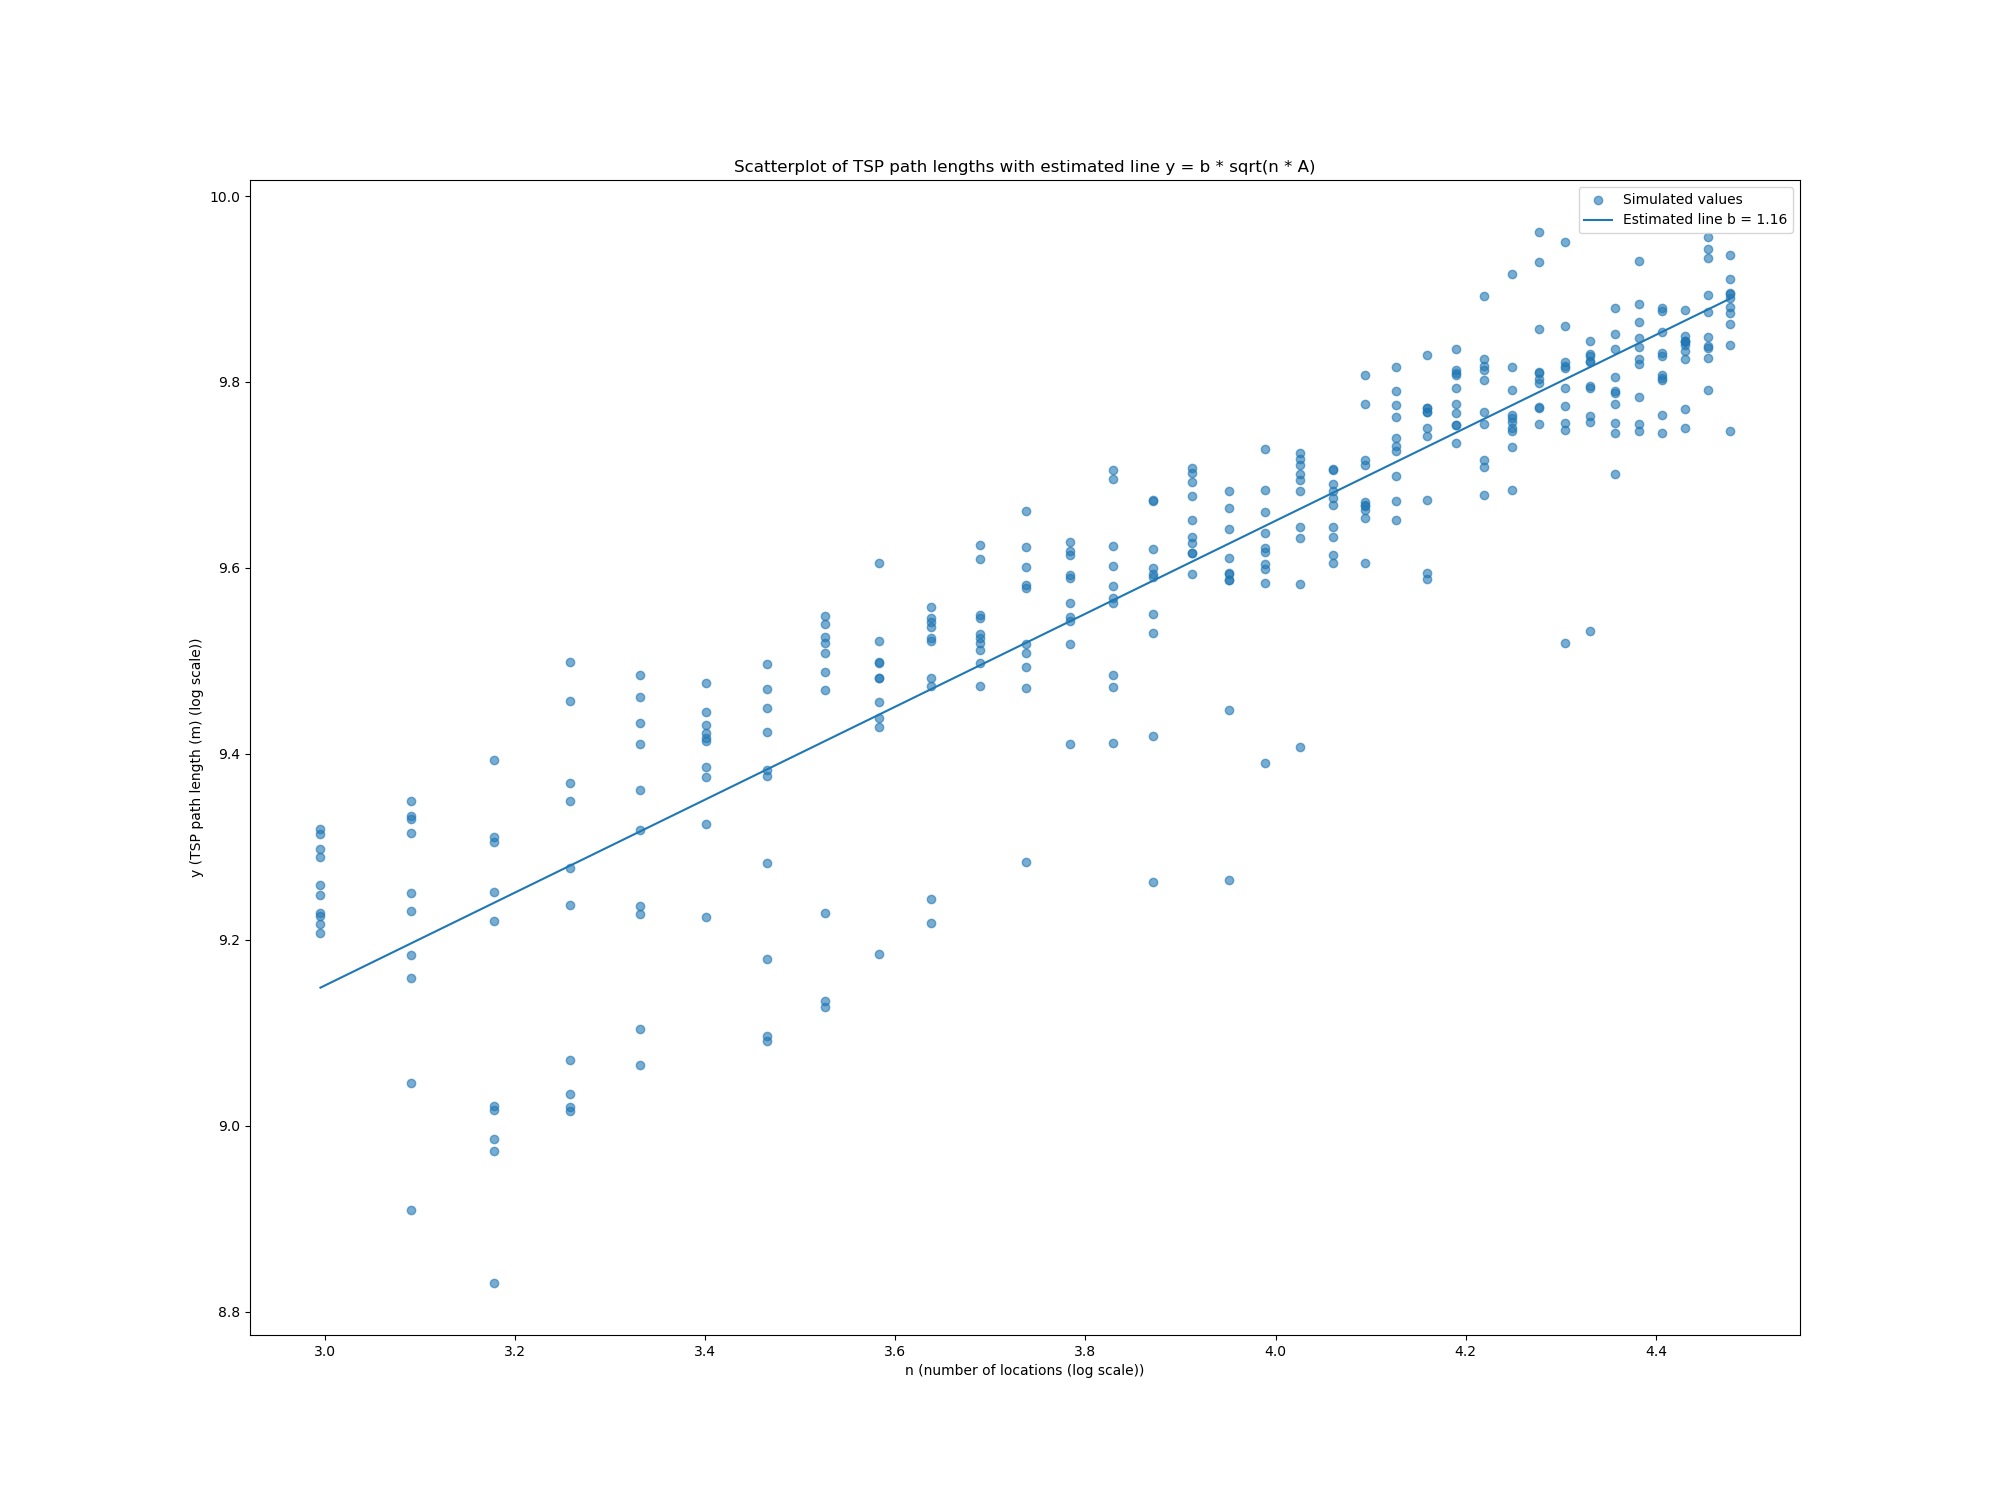 Scatterplot of TSP path lengths with estimated line y = b * sqrt(n * A)
Simulated values
Estimated line b = 1.16
10.0
9.8
9.6
9.4
9.2
9.0
8.8
y (TSP path length (m) (log scale))
3.0 3.2 3.4 3.6 3.8 4.0 4.2 4.4
n (number of locations (log scale))